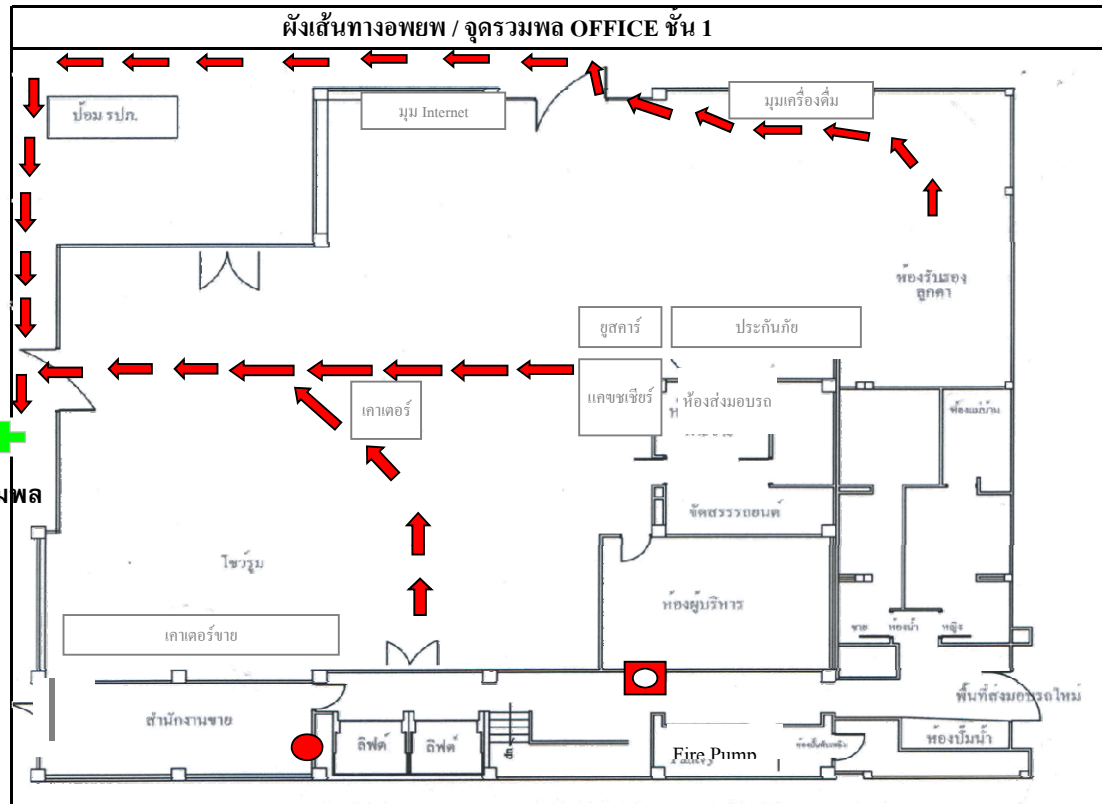 ผังเส้นทางอพยพ / จุดรวมพล OFFICE ชั้น 1
ป้อม รปภ.
มุม Internet
มุมเครื่องดื่ม
ห้องรับรอง
ลูกค้า
ยูสคาร์
ประกันภัย
แคชเชียร์
ห้องส่งมอบรถ
เคาเตอร์
ห้องแม่บ้าน
มพล
จัดสรรรถยนต์
โชว์รูม
ห้องผู้บริหาร
เคาเตอร์ขาย
ชาย
ห้องน้ำ
หญิง
พื้นที่ส่งมอบรถใหม่
สำนักงานขาย
ลิฟต์
ลิฟต์
Fire Pump
ห้องปั๊มน้ำ